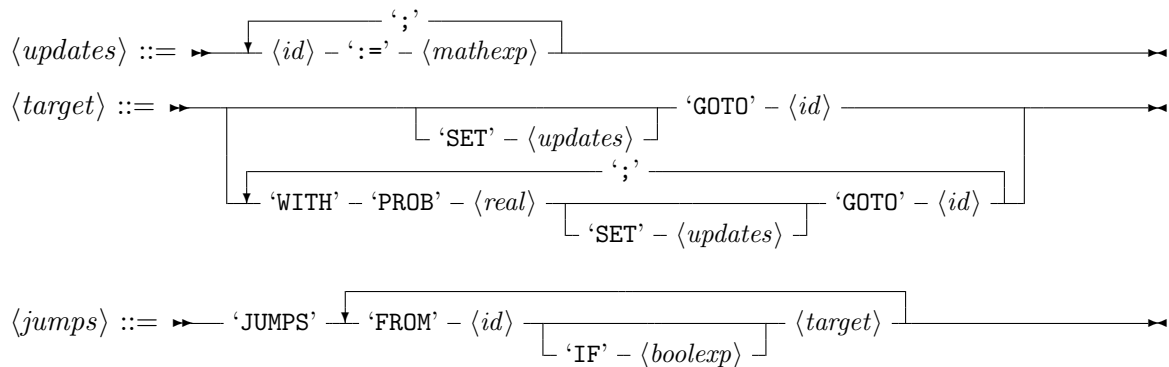 ‘;’
⟨updates⟩ ::= ⟨id⟩ – ‘:=’ – ⟨mathexp⟩
⟨target⟩ ::= ‘GOTO’ – ⟨id⟩
‘SET’ – ⟨updates⟩
‘;’
‘WITH’ – ‘PROB’ – ⟨real⟩ ‘GOTO’ – ⟨id⟩
‘SET’ – ⟨updates⟩
⟨jumps⟩ ::= ‘JUMPS’ ‘FROM’ – ⟨id⟩ ⟨target⟩
‘IF’ – ⟨boolexp⟩